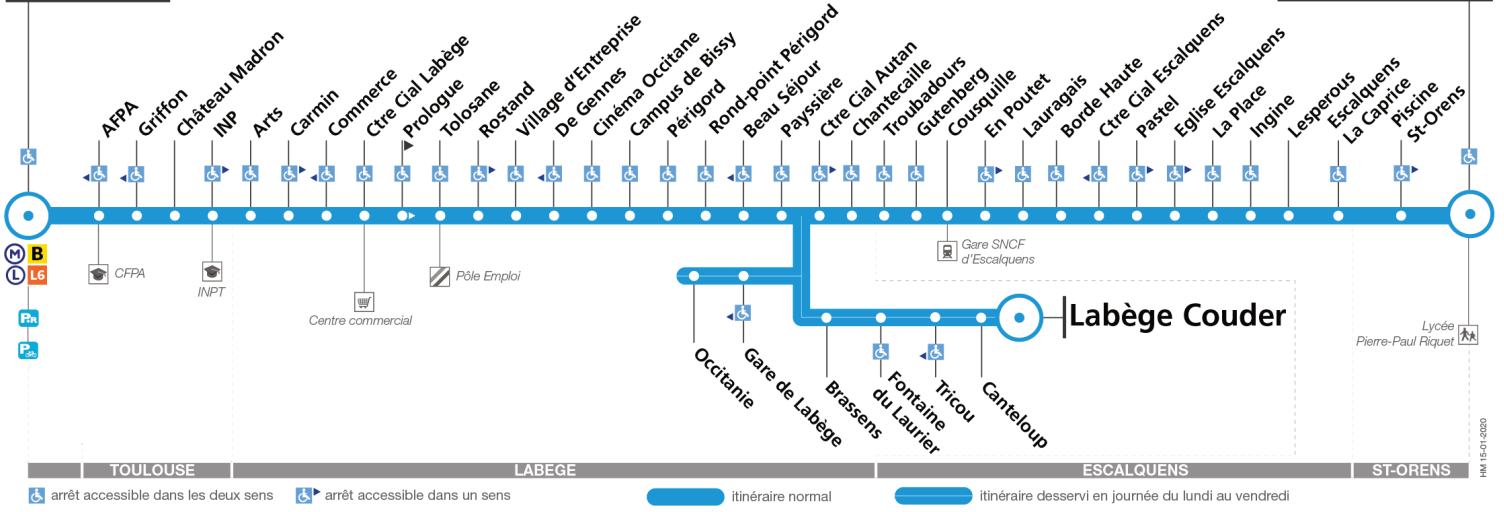 AFPA
Griffon
Château Madron
INP
Arts
Carmin
Commerce
Ctre Cial Labège
Prologue
Tolosane
Rostand
Village d'Entreprise
De Gennes
Cinéma Occitane
Campus de Bissy
Périgord
Rond-point Périgord
Beau Séjour
Payssière
Ctre Cial Autan
Chantecaille
Troubadours
Gutenberg
Cousquille
En Poutet
Lauragais
Borde Haute
Ctre Cial Escalquens
Pastel
Eglise Escalquens
La Place
Ingine
Lesperous
Escalquens
La Caprice
Piscine
St-Orens
M B
L L6
P+R
P
CFPA
INPT
Centre commercial
Pôle Emploi
Gare SNCF
d'Escalquens
Lycée
Pierre-Paul Riquet
Labège Couder
Occitanie
Gare de Labège
Brassens
Fontaine
du Laurier
Tricou
Canteloup
HM 15-01-2020
TOULOUSE
LABEGE
ESCALQUENS
ST-ORENS
arrêt accessible dans les deux sens
arrêt accessible dans un sens
itinéraire normal
itinéraire desservi en journée du lundi au vendredi